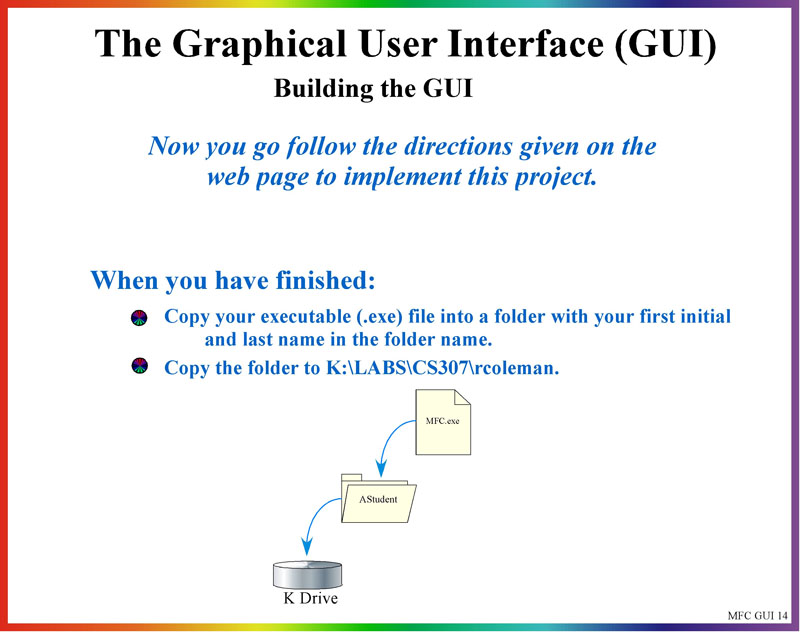 The Graphical User Interface (GUI)
Building the GUI
Now you go follow the directions given on the
web page to implement this project.
When you have finished:
Copy your executable (.exe) file into a folder with your first initial
and last name in the folder name.
Copy the folder to K:\LABS\CS307\rcoleman.
MFC.exe
AStudent
K Drive
MFC GUI 14